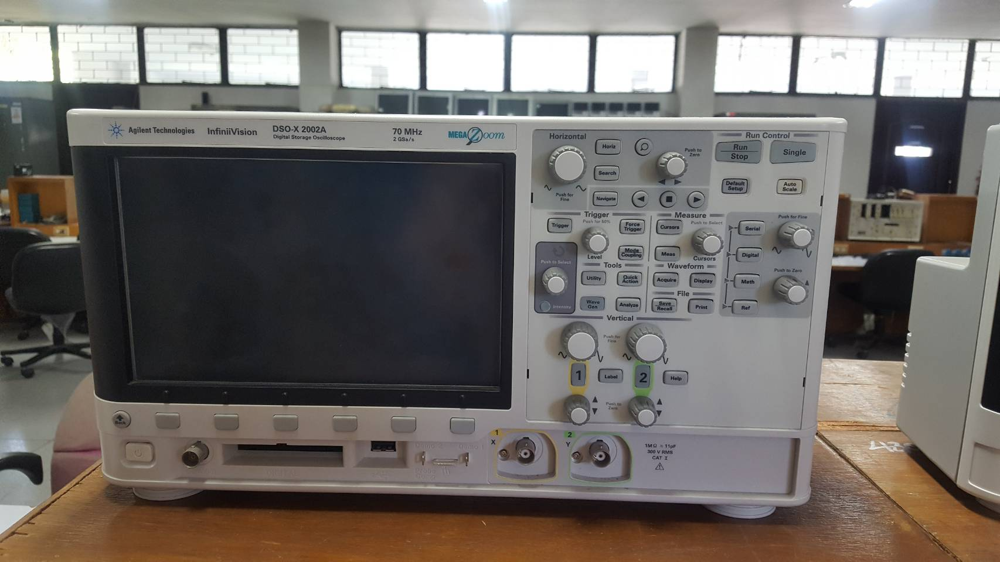 Agilent Technologies
InfiniiVision
DSO-X 2002A
Digital Storage Oscilloscope
70 MHz
2 GSa/s
MEGA Zoom
Horizontal
Horiz
Search
Push for
Fine
Navigate
Push to
Zero
Run Control
Run
Stop
Single
Default
Setup
Auto
Scale
Trigger
Trigger
Push for 50%
Level
Force
Trigger
Mode
Coupling
Measure
Cursors
Push to Select
Meas
Cursors
Push to Select
Intensity
Tools
Utility
Quick
Action
Wave
Gen
Analyze
Waveform
Acquire
Display
File
Save
Recall
Print
Serial
Digital
Math
Ref
Push for Fine
Push to Zero
Vertical
Push for
Fine
1
Label
2
Help
Push to
Zero
Back
DIGITAL
Demo 2
Demo 1
Probe
Comp
1
X
2
Y
1MΩ ≈ 11pF
300 V RMS
CAT I